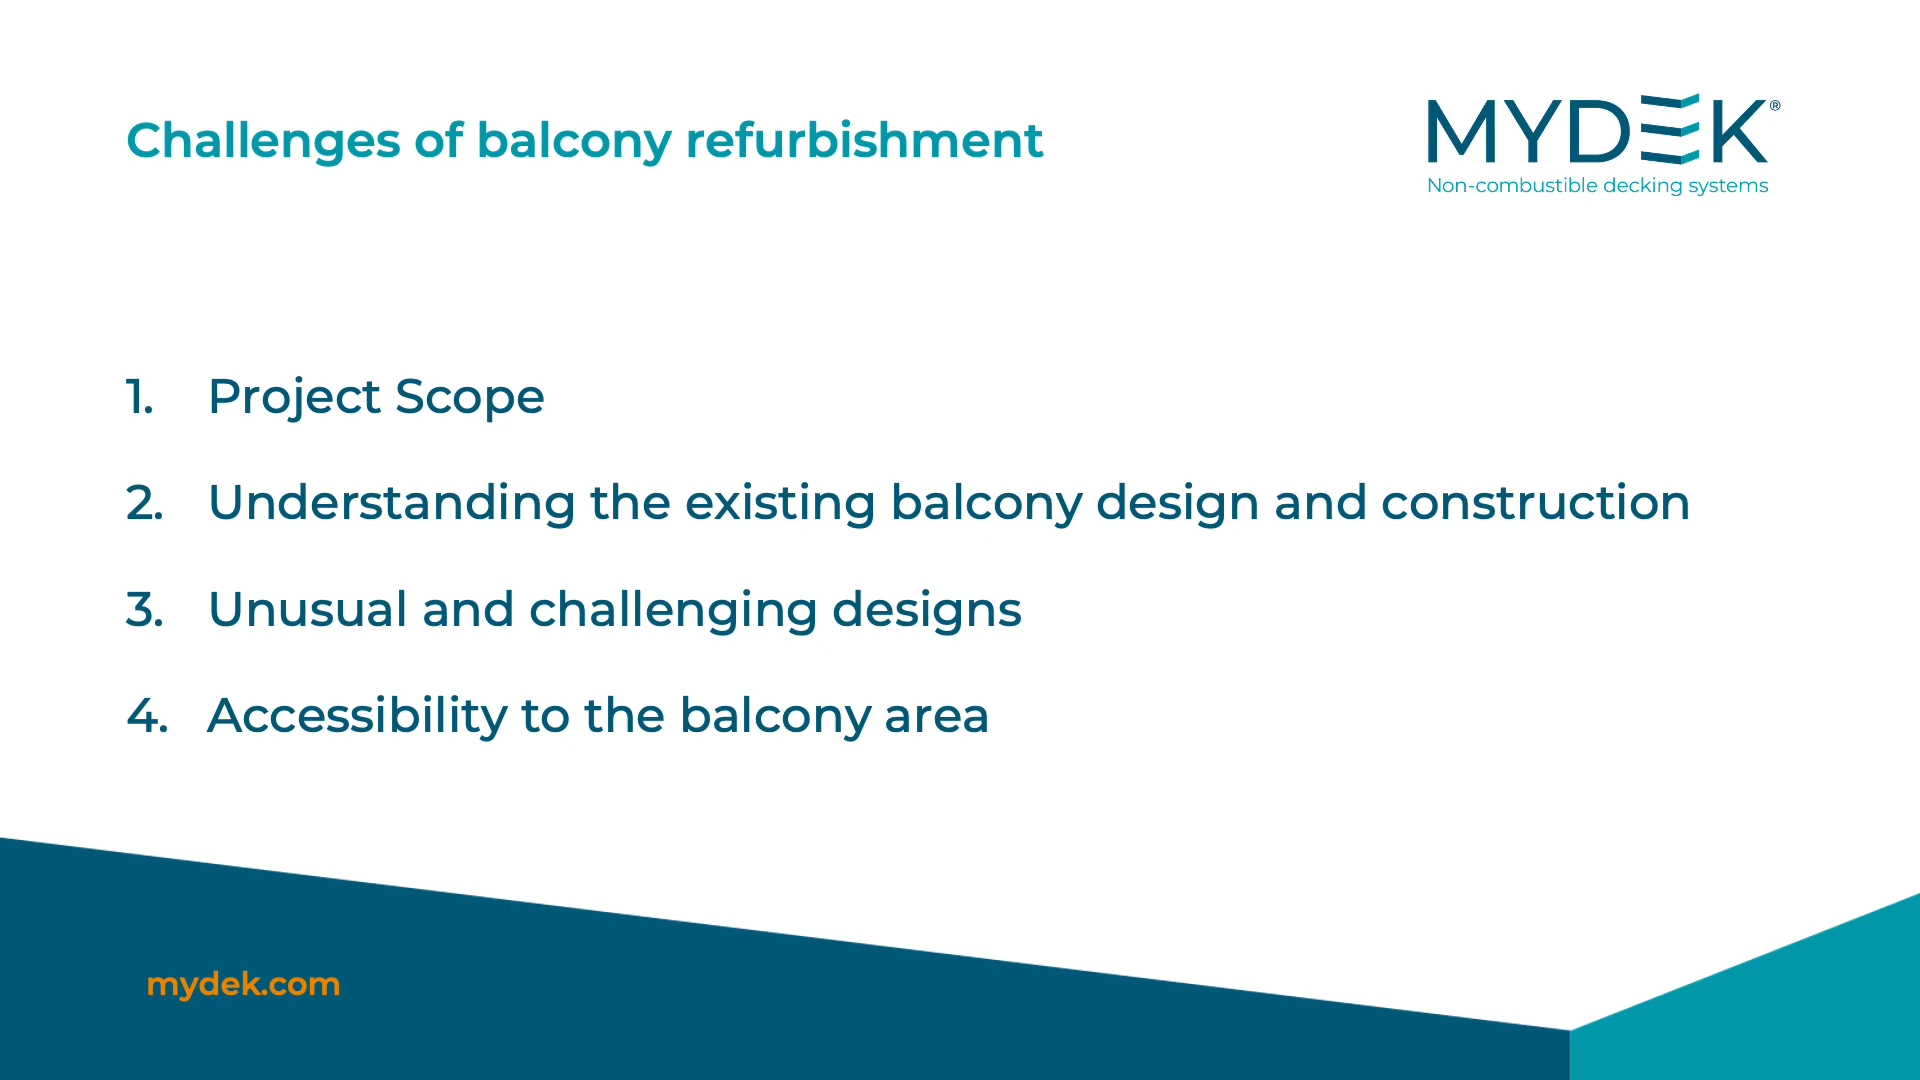 Challenges of balcony refurbishment
MYDEK®
Non-combustible decking systems
1. Project Scope
2. Understanding the existing balcony design and construction
3. Unusual and challenging designs
4. Accessibility to the balcony area
mydek.com